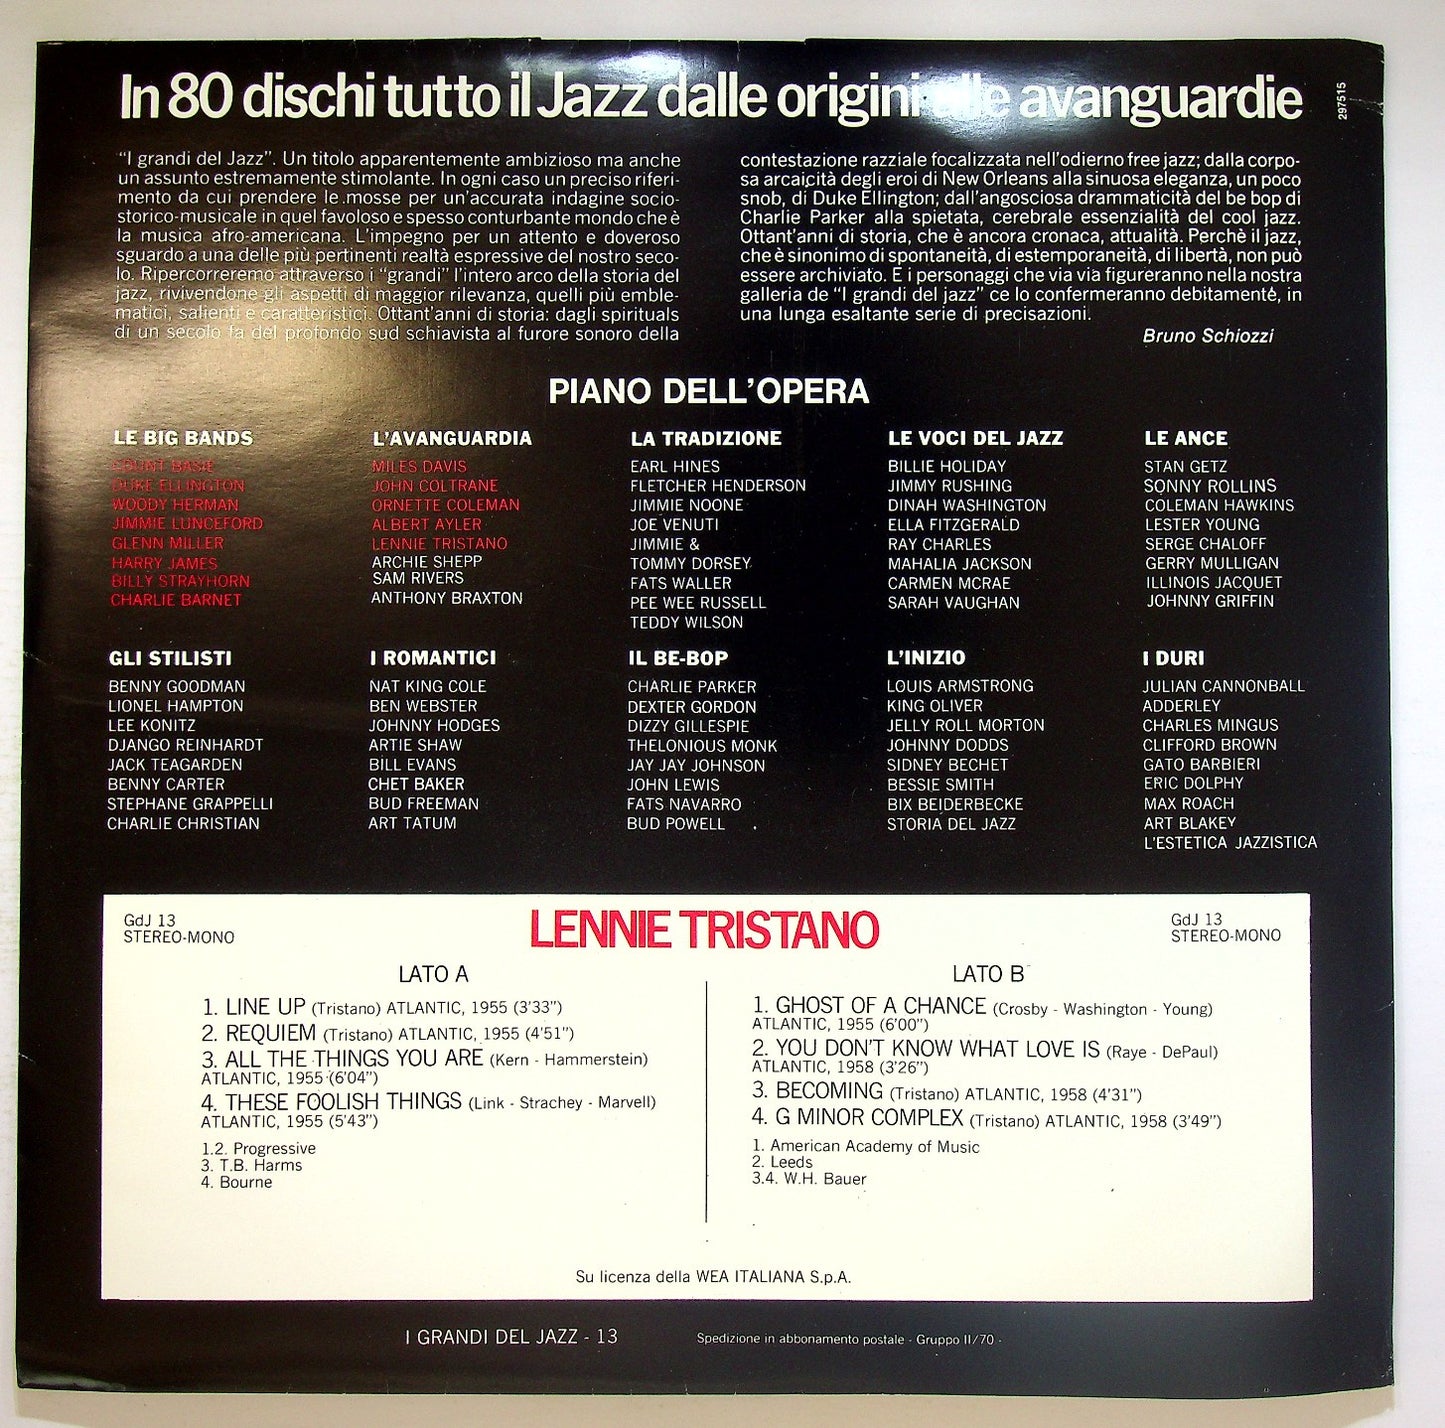 In 80 dischi tutto il Jazz dalle origini alle avanguardie
297515
“I grandi del Jazz”. Un titolo apparentemente ambizioso ma anche
un assunto estremamente stimolante. In ogni caso un preciso riferi-
mento da cui prendere le mosse per un'accurata indagine socio-
storico-musicale in quel favoloso e spesso conturbante mondo che è
la musica afro-americana. L'impegno per un attento e doveroso
sguardo a una delle più pertinenti realtà espressive del nostro seco-
lo. Ripercorreremo attraverso i “grandi” l'intero arco della storia del
jazz, rivivendone gli aspetti di maggior rilevanza, quelli più emble-
matici, salienti e caratteristici. Ottant'anni di storia: dagli spirituals
di un secolo fa del profondo sud schiavista al furore sonoro della
contestazione razziale focalizzata nell'odierno free jazz; dalla corpo-
sa arcaicità degli eroi di New Orleans alla sinuosa eleganza, un poco
snob, di Duke Ellington; dall'angosciosa drammaticità del be bop di
Charlie Parker alla spietata, cerebrale essenzialità del cool jazz.
Ottant'anni di storia, che è ancora cronaca, attualità. Perchè il jazz,
che è sinonimo di spontaneità, di estemporaneità, di libertà, non può
essere archiviato. E i personaggi che via via figureranno nella nostra
galleria de “I grandi del jazz” ce lo confermeranno debitamente, in
una lunga esaltante serie di precisazioni.
Bruno Schiozzi
PIANO DELL'OPERA
LE BIG BANDS
COUNT BASIE
DUKE ELLINGTON
WOODY HERMAN
JIMMIE LUNCEFORD
GLENN MILLER
HARRY JAMES
BILLY STRAYHORN
CHARLIE BARNET
L'AVANGUARDIA
MILES DAVIS
JOHN COLTRANE
ORNETTE COLEMAN
ALBERT AYLER
LENNIE TRISTANO
ARCHIE SHEPP
SAM RIVERS
ANTHONY BRAXTON
LA TRADIZIONE
EARL HINES
FLETCHER HENDERSON
JIMMIE NOONE
JOE VENUTI
JIMMIE &
TOMMY DORSEY
FATS WALLER
PEE WEE RUSSELL
TEDDY WILSON
LE VOCI DEL JAZZ
BILLIE HOLIDAY
JIMMY RUSHING
DINAH WASHINGTON
ELLA FITZGERALD
RAY CHARLES
MAHALIA JACKSON
CARMEN MCRAE
SARAH VAUGHAN
LE ANCE
STAN GETZ
SONNY ROLLINS
COLEMAN HAWKINS
LESTER YOUNG
SERGE CHALOFF
GERRY MULLIGAN
ILLINOIS JACQUET
JOHNNY GRIFFIN
GLI STILISTI
BENNY GOODMAN
LIONEL HAMPTON
LEE KONITZ
DJANGO REINHARDT
JACK TEAGARDEN
BENNY CARTER
STEPHANE GRAPPELLI
CHARLIE CHRISTIAN
I ROMANTICI
NAT KING COLE
BEN WEBSTER
JOHNNY HODGES
ARTIE SHAW
BILL EVANS
CHET BAKER
BUD FREEMAN
ART TATUM
IL BE-BOP
CHARLIE PARKER
DEXTER GORDON
DIZZY GILLESPIE
THELONIOUS MONK
JAY JAY JOHNSON
JOHN LEWIS
FATS NAVARRO
BUD POWELL
L'INIZIO
LOUIS ARMSTRONG
KING OLIVER
JELLY ROLL MORTON
JOHNNY DODDS
SIDNEY BECHET
BESSIE SMITH
BIX BEIDERBECKE
STORIA DEL JAZZ
I DURI
JULIAN CANNONBALL
ADDERLEY
CHARLES MINGUS
CLIFFORD BROWN
GATO BARBIERI
ERIC DOLPHY
MAX ROACH
ART BLAKEY
L'ESTETICA JAZZISTICA
GdJ 13
STEREO-MONO
LENNIE TRISTANO
GdJ 13
STEREO-MONO
LATO A
1. LINE UP (Tristano) ATLANTIC, 1955 (3'33”)
2. REQUIEM (Tristano) ATLANTIC, 1955 (4'51”)
3. ALL THE THINGS YOU ARE (Kern - Hammerstein)
ATLANTIC, 1955 (6'04”)
4. THESE FOOLISH THINGS (Link - Strachey - Marvell)
ATLANTIC, 1955 (5'43”)
1.2. Progressive
3. T.B. Harms
4. Bourne
LATO B
1. GHOST OF A CHANCE (Crosby - Washington - Young)
ATLANTIC, 1955 (6'00”)
2. YOU DON'T KNOW WHAT LOVE IS (Raye - DePaul)
ATLANTIC, 1958 (3'26”)
3. BECOMING (Tristano) ATLANTIC, 1958 (4'31”)
4. G MINOR COMPLEX (Tristano) ATLANTIC, 1958 (3'49”)
1. American Academy of Music
2. Leeds
3.4. W.H. Bauer
Su licenza della WEA ITALIANA S.p.A.
I GRANDI DEL JAZZ - 13
Spedizione in abbonamento postale - Gruppo II/70 -